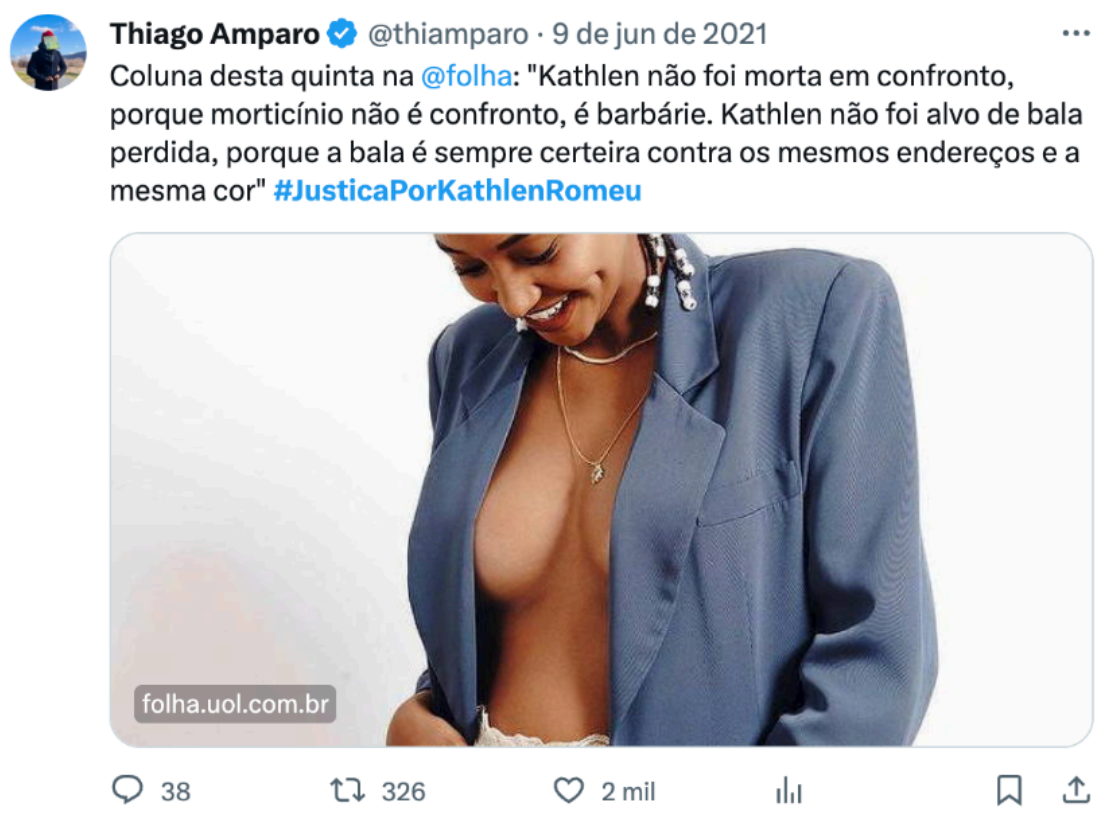 Thiago Amparo @thiamparo · 9 de jun de 2021
Coluna desta quinta na @folha: "Kathlen não foi morta em confronto,
porque morticínio não é confronto, é barbárie. Kathlen não foi alvo de bala
perdida, porque a bala é sempre certeira contra os mesmos endereços e a
mesma cor" #JusticaPorKathlenRomeu
folha.uol.com.br
38 326 2 mil